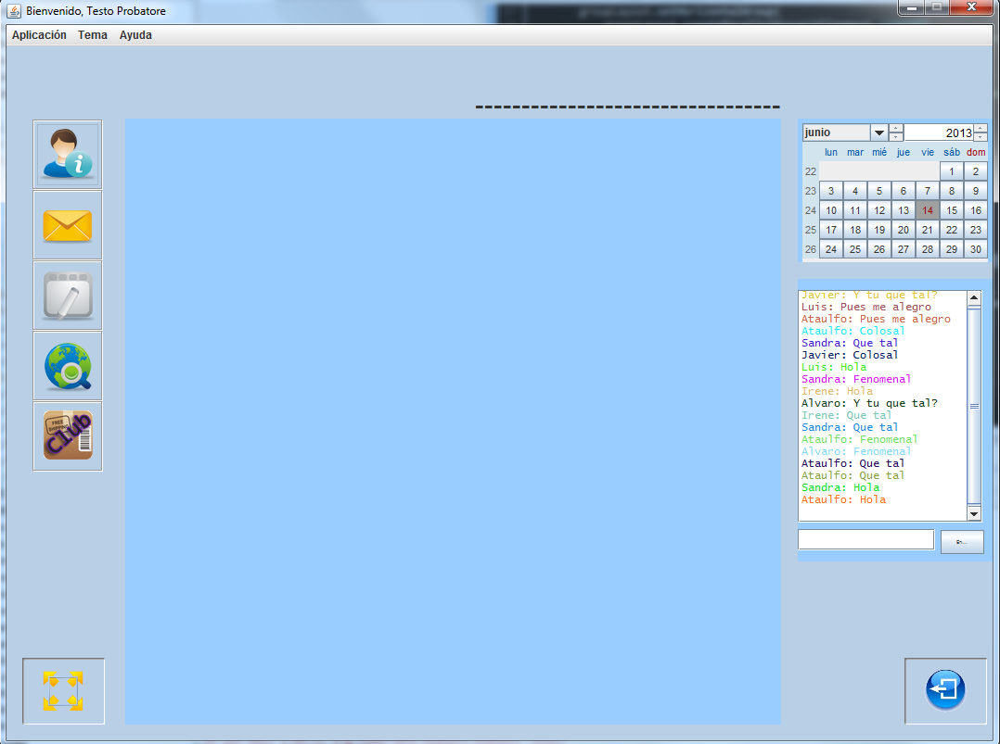 Bienvenido, Testo Probatore
Aplicación Tema Ayuda
---------------------------------
junio 2013
lun mar mié jue vie sáb dom
22 1 2
23 3 4 5 6 7 8 9
24 10 11 12 13 14 15 16
25 17 18 19 20 21 22 23
26 24 25 26 27 28 29 30
FREE
SHIPPING
Club
Javier: Y tu que tal?
Luis: Pues me alegro
Ataulfo: Pues me alegro
Ataulfo: Colosal
Sandra: Que tal
Javier: Colosal
Luis: Hola
Sandra: Fenomenal
Irene: Hola
Alvaro: Y tu que tal?
Irene: Que tal
Sandra: Que tal
Ataulfo: Fenomenal
Alvaro: Fenomenal
Ataulfo: Que tal
Ataulfo: Que tal
Sandra: Hola
Ataulfo: Hola